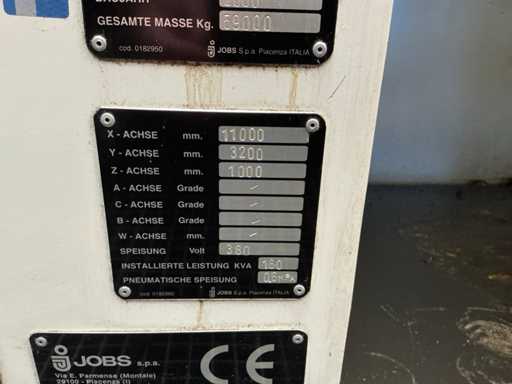 GESAMTE MASSE Kg. 69000
cod. 0182950 JOBS S.p.a. Piacenza ITALIA
X - ACHSE mm. 11000
Y - ACHSE mm. 3200
Z - ACHSE mm. 1000
A - ACHSE Grade -
C - ACHSE Grade -
B - ACHSE Grade -
W - ACHSE mm. -
SPEISUNG Volt 380
INSTALLIERTE LEISTUNG KVA 160
PNEUMATISCHE SPEISUNG
JOBS S.p.a. Piacenza ITALIA
JOBS s.p.a. CE
Via E. Parmense (Montale)
29100 - Piacenza (I)